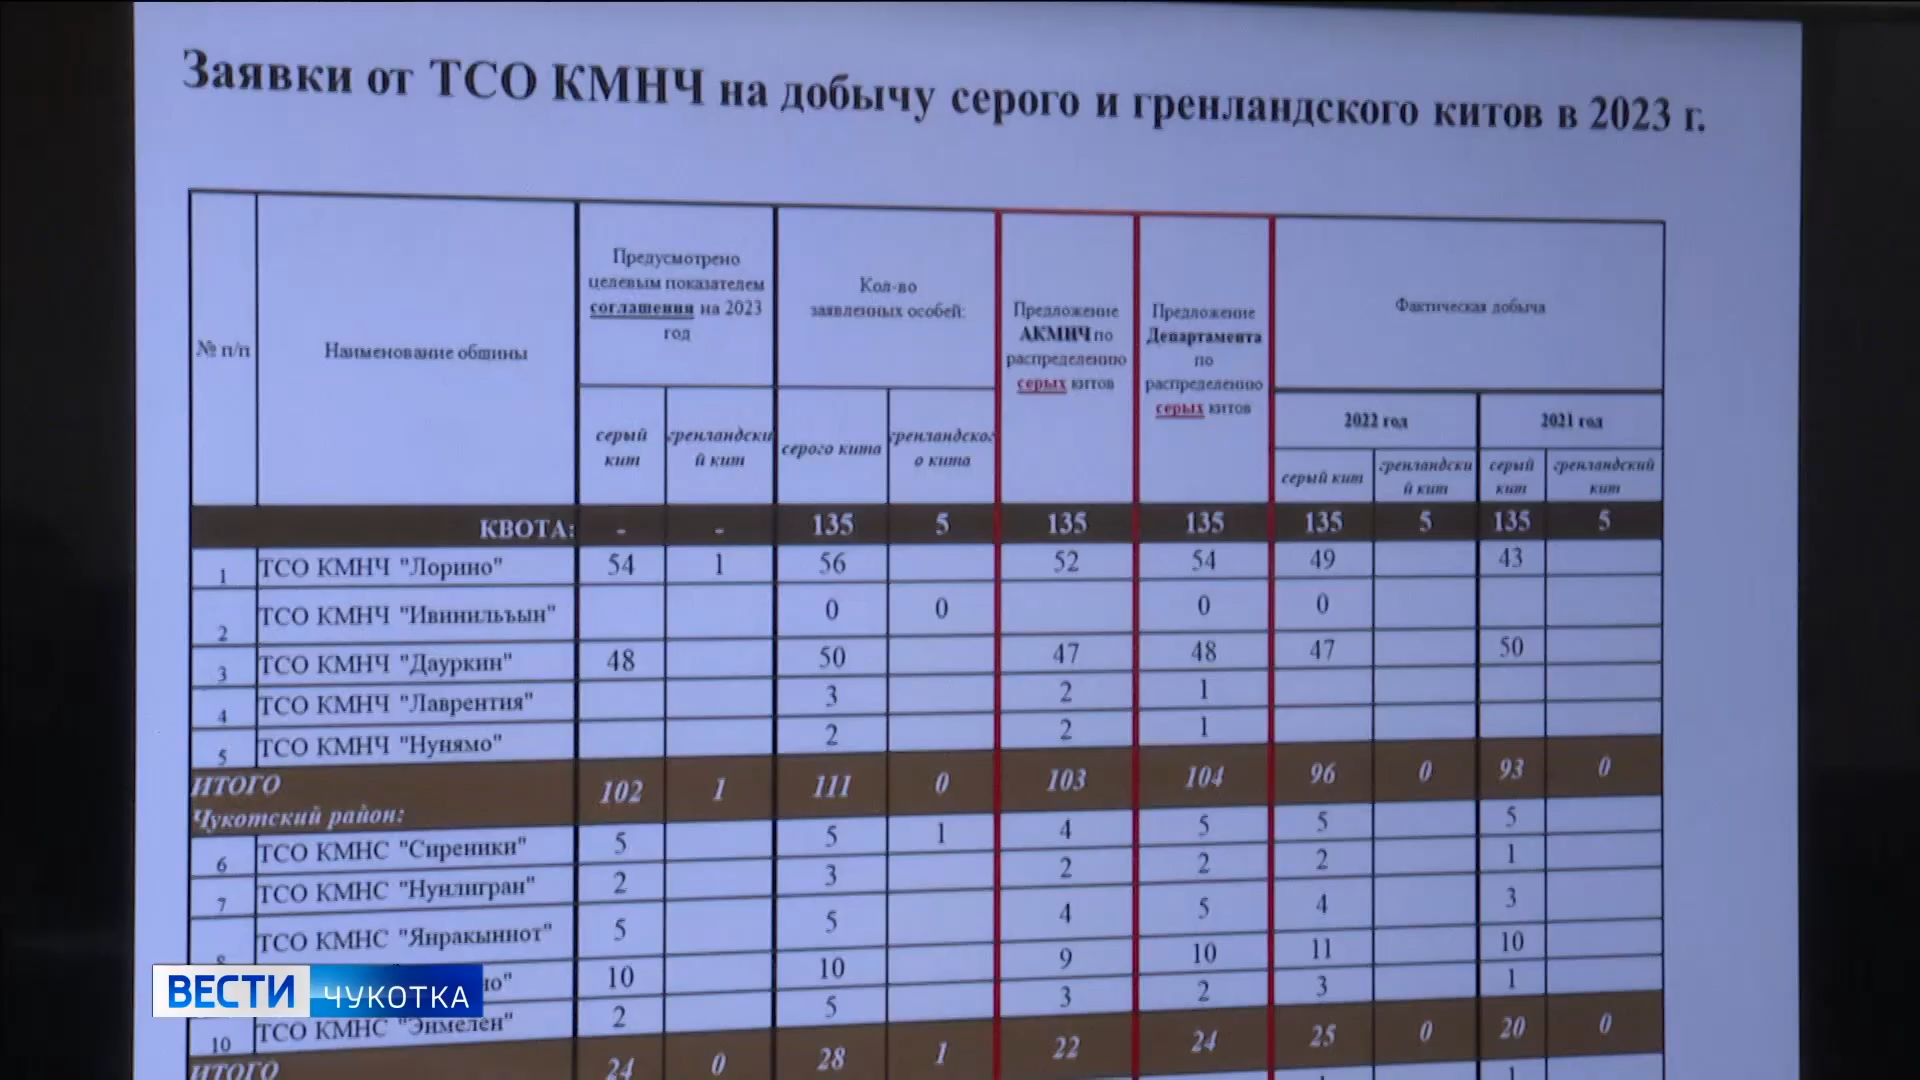 Заявки от ТСО КМНЧ на добычу серого и гренландского китов в 2023 г.
№ п/п Наименование общины Предусмотрено целевым показателем соглашения на 2023 год Кол-во заявленных особей: Предложение АКМНЧ по распределению серых китов Предложение Департамента по распределению серых китов Фактическая добыча
2022 год 2021 год
серый кит гренландский кит серого кита гренландского кита серый кит гренландский кит серый кит гренландский кит
КВОТА: - - 135 5 135 135 135 5 135 5
1 ТСО КМНЧ "Лорино" 54 1 56 52 54 49 43
2 ТСО КМНЧ "Ивинильъын" 0 0 0 0
3 ТСО КМНЧ "Дауркин" 48 50 47 48 47 50
4 ТСО КМНЧ "Лаврентия" 3 2 1
5 ТСО КМНЧ "Нунямо" 2 2 1
ИТОГО
Чукотский район: 102 1 111 0 103 104 96 0 93 0
6 ТСО КМНС "Сиреники" 5 5 1 4 5 5 5
7 ТСО КМНС "Нунлигран" 2 3 2 2 2 1
8 ТСО КМНС "Янракыннот" 5 5 4 5 4 3
но" 10 10 9 10 11 10
10 ТСО КМНС "Энмелен" 2 5 3 2 3 1
ИТОГО 24 0 28 1 22 24 25 0 20 0
1 1
ВЕСТИ ЧУКОТКА